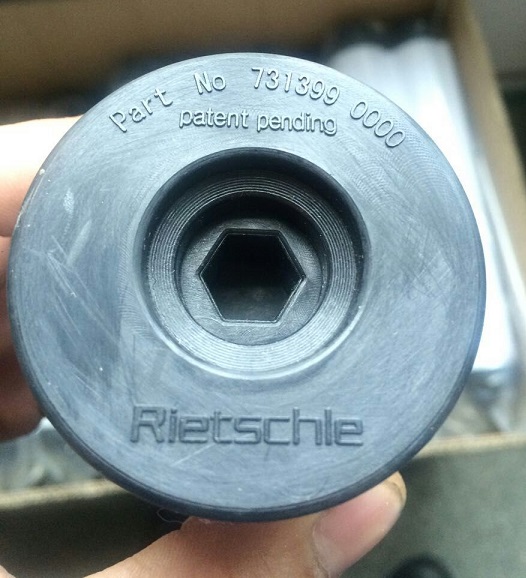 Part No 731399 0000
patent pending
Rietschle